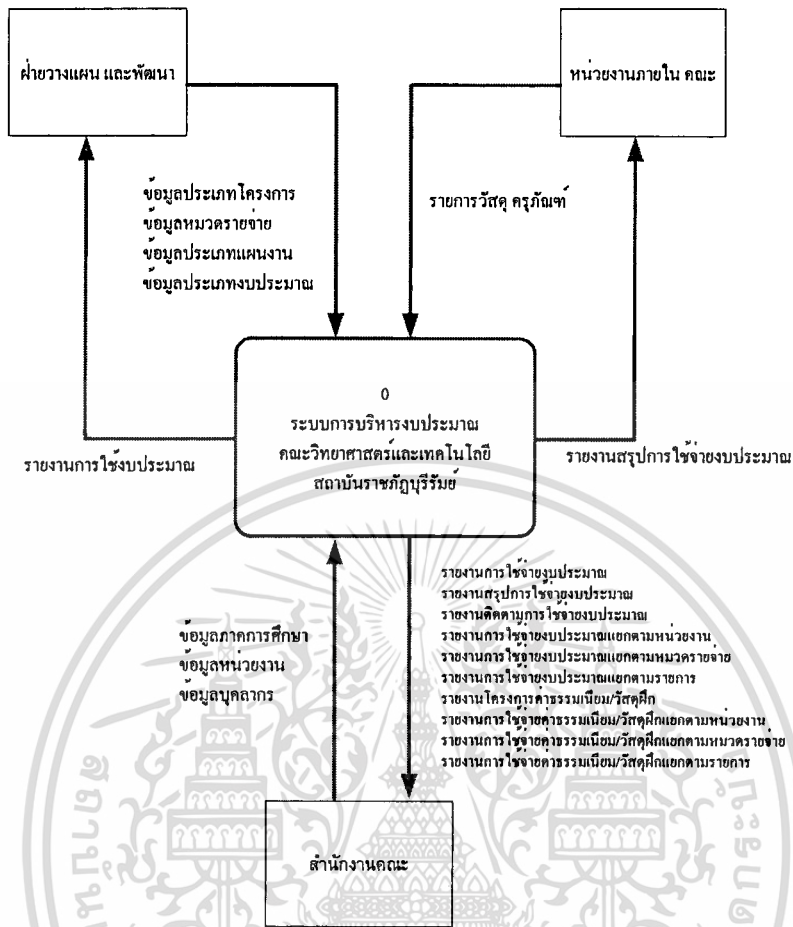 ฝ่ายวางแผน และพัฒนา
หน่วยงานภายใน คณะ
ข้อมูลประเภทโครงการ
ข้อมูลหมวดรายจ่าย
ข้อมูลประเภทแผนงาน
ข้อมูลประเภทงบประมาณ
รายการวัสดุ ครุภัณฑ์
0
ระบบการบริหารงบประมาณ
คณะวิทยาศาสตร์และเทคโนโลยี
สถาบันราชภัฏบุรีรัมย์
รายงานการใช้งบประมาณ
รายงานสรุปการใช้จ่ายงบประมาณ
ข้อมูลภาคการศึกษา
ข้อมูลหน่วยงาน
ข้อมูลบุคลากร
รายงานการใช้จ่ายงบประมาณ
รายงานสรุปการใช้จ่ายงบประมาณ
รายงานติดตามการใช้จ่ายงบประมาณ
รายงานการใช้จ่ายงบประมาณแยกตามหน่วยงาน
รายงานการใช้จ่ายงบประมาณแยกตามหมวดรายจ่าย
รายงานการใช้จ่ายงบประมาณแยกตามรายการ
รายงานโครงการค่าธรรมเนียม/วัสดุฝึก
รายงานการใช้จ่ายค่าธรรมเนียม/วัสดุฝึกแยกตามหน่วยงาน
รายงานการใช้จ่ายค่าธรรมเนียม/วัสดุฝึกแยกตามหมวดรายจ่าย
รายงานการใช้จ่ายค่าธรรมเนียม/วัสดุฝึกแยกตามรายการ
สำนักงานคณะ